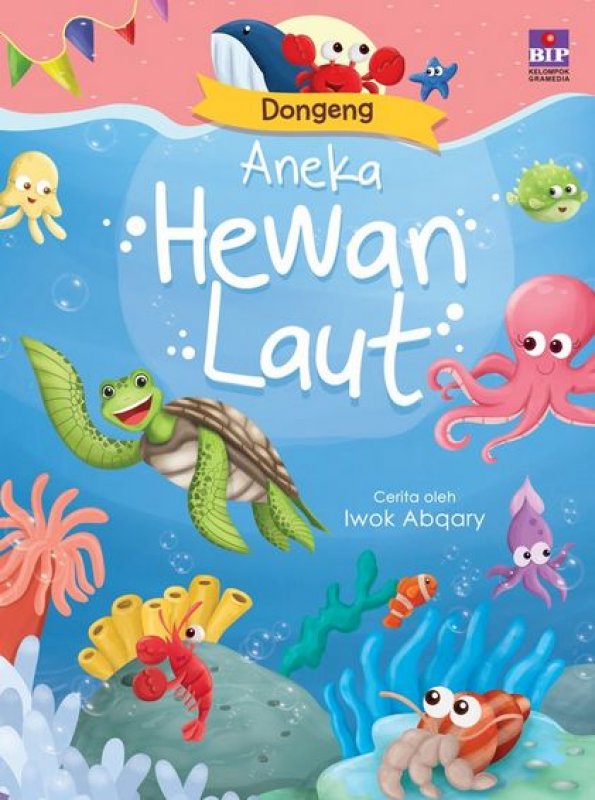 BIP
KELOMPOK
GRAMEDIA
Dongeng
Aneka
Hewan
Laut
Cerita oleh
Iwok Abqary